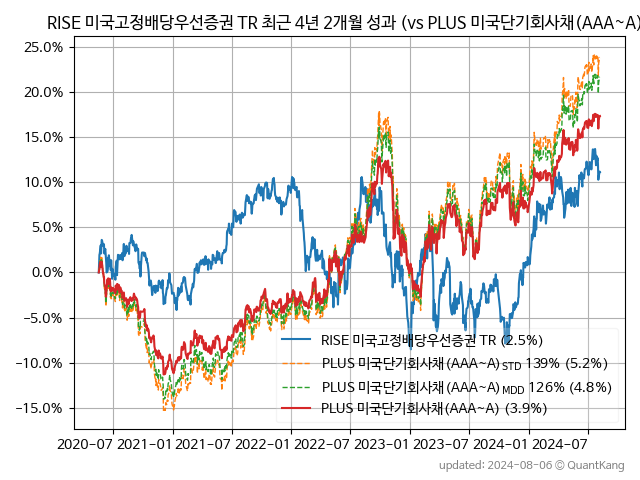 RISE 미국고정배당우선증권 TR 최근 4년 2개월 성과 (vs PLUS 미국단기회사채(AAA~A)
25.0%
20.0%
15.0%
10.0%
5.0%
0.0%
−5.0%
−10.0%
−15.0%
RISE 미국고정배당우선증권 TR (2.5%)
PLUS 미국단기회사채(AAA~A) STD 139% (5.2%)
PLUS 미국단기회사채(AAA~A) MDD 126% (4.8%)
PLUS 미국단기회사채(AAA~A) (3.9%)
2020-07 2021-01 2021-07 2022-01 2022-07 2023-01 2023-07 2024-01 2024-07
updated: 2024-08-06 © QuantKang